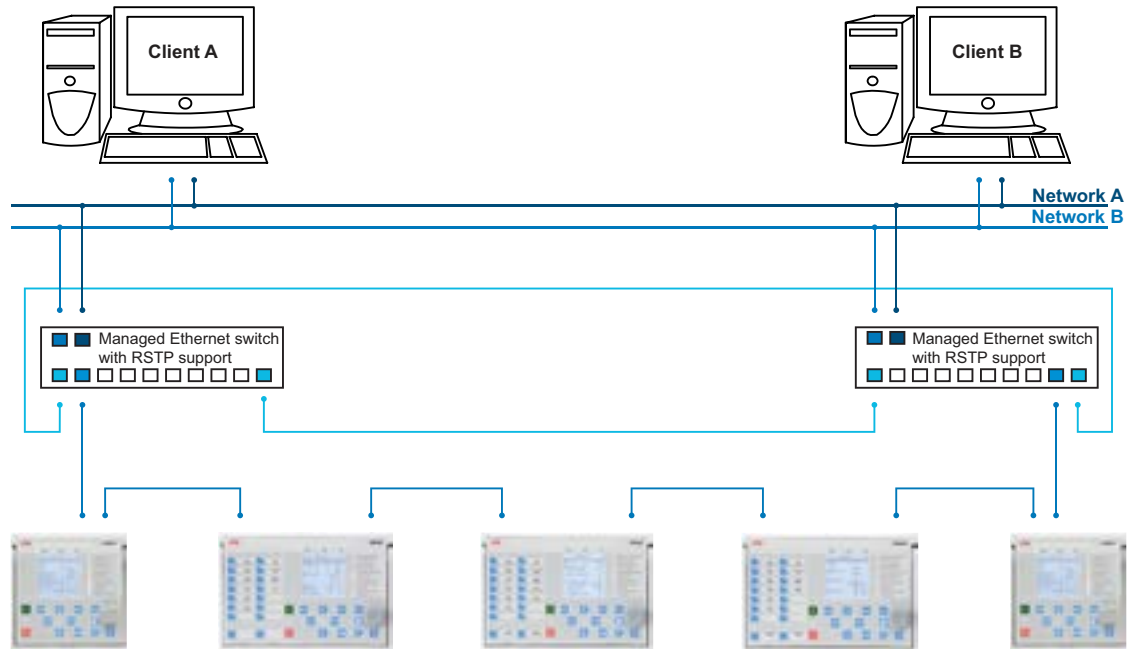 Client A
Client B
Network A
Network B
Managed Ethernet switch
with RSTP support
Managed Ethernet switch
with RSTP support